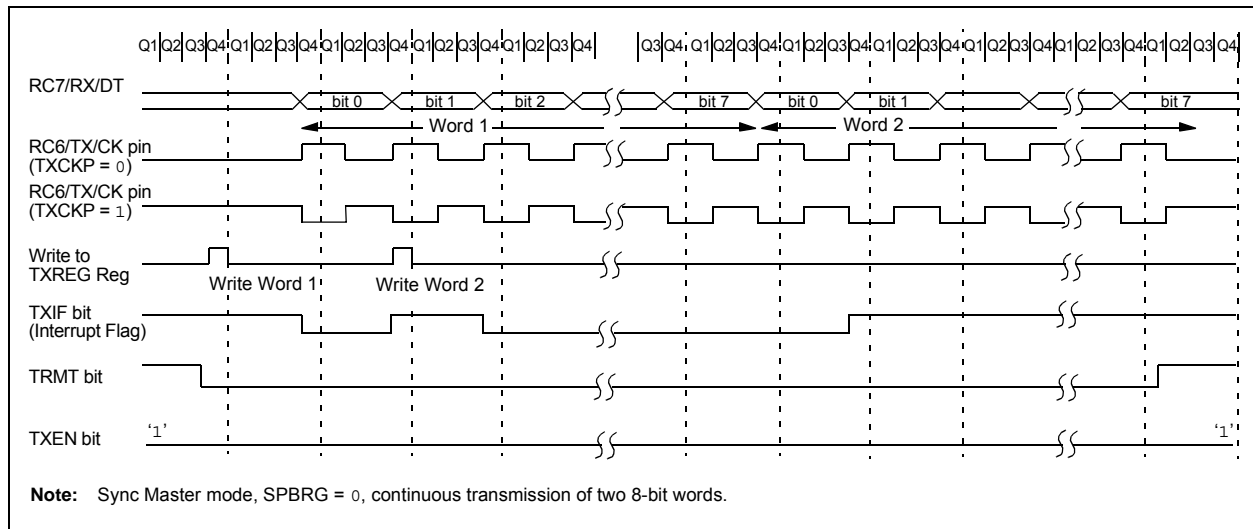 Q1 Q2 Q3 Q4 Q1 Q2 Q3 Q4 Q1 Q2 Q3 Q4 Q1 Q2 Q3 Q4 Q1 Q2 Q3 Q4 Q3 Q4 Q1 Q2 Q3 Q4 Q1 Q2 Q3 Q4 Q1 Q2 Q3 Q4 Q1 Q2 Q3 Q4 Q1 Q2 Q3 Q4 Q1 Q2 Q3 Q4
RC7/RX/DT
bit 0 bit 1 bit 2 bit 7 bit 0 bit 1 bit 7
Word 1 Word 2
RC6/TX/CK pin
(TXCKP = 0)
RC6/TX/CK pin
(TXCKP = 1)
Write to
TXREG Reg
Write Word 1 Write Word 2
TXIF bit
(Interrupt Flag)
TRMT bit
TXEN bit
‘1’ ‘1’
Note: Sync Master mode, SPBRG = 0, continuous transmission of two 8-bit words.